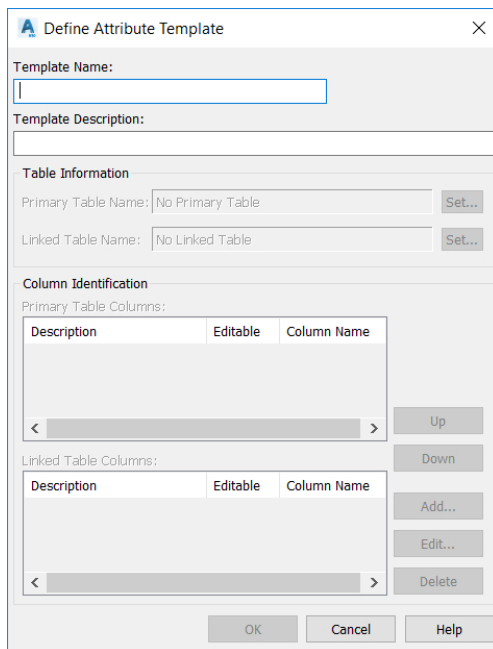 Define Attribute Template
Template Name:
Template Description:
Table Information
Primary Table Name: No Primary Table Set...
Linked Table Name: No Linked Table Set...
Column Identification
Primary Table Columns:
Description Editable Column Name
Up
Linked Table Columns:
Down
Description Editable Column Name
Add...
Edit...
Delete
OK Cancel Help